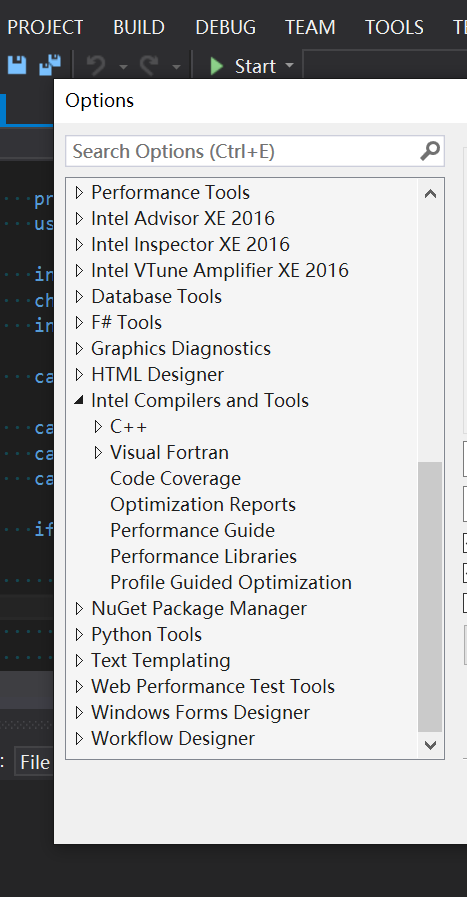 PROJECT BUILD DEBUG TEAM TOOLS
Start
Options
Search Options (Ctrl+E)
Performance Tools
Intel Advisor XE 2016
Intel Inspector XE 2016
Intel VTune Amplifier XE 2016
Database Tools
F# Tools
Graphics Diagnostics
HTML Designer
Intel Compilers and Tools
C++
Visual Fortran
Code Coverage
Optimization Reports
Performance Guide
Performance Libraries
Profile Guided Optimization
NuGet Package Manager
Python Tools
Text Templating
Web Performance Test Tools
Windows Forms Designer
Workflow Designer
pr
us
in
ch
in
ca
ca
ca
ca
if
: File